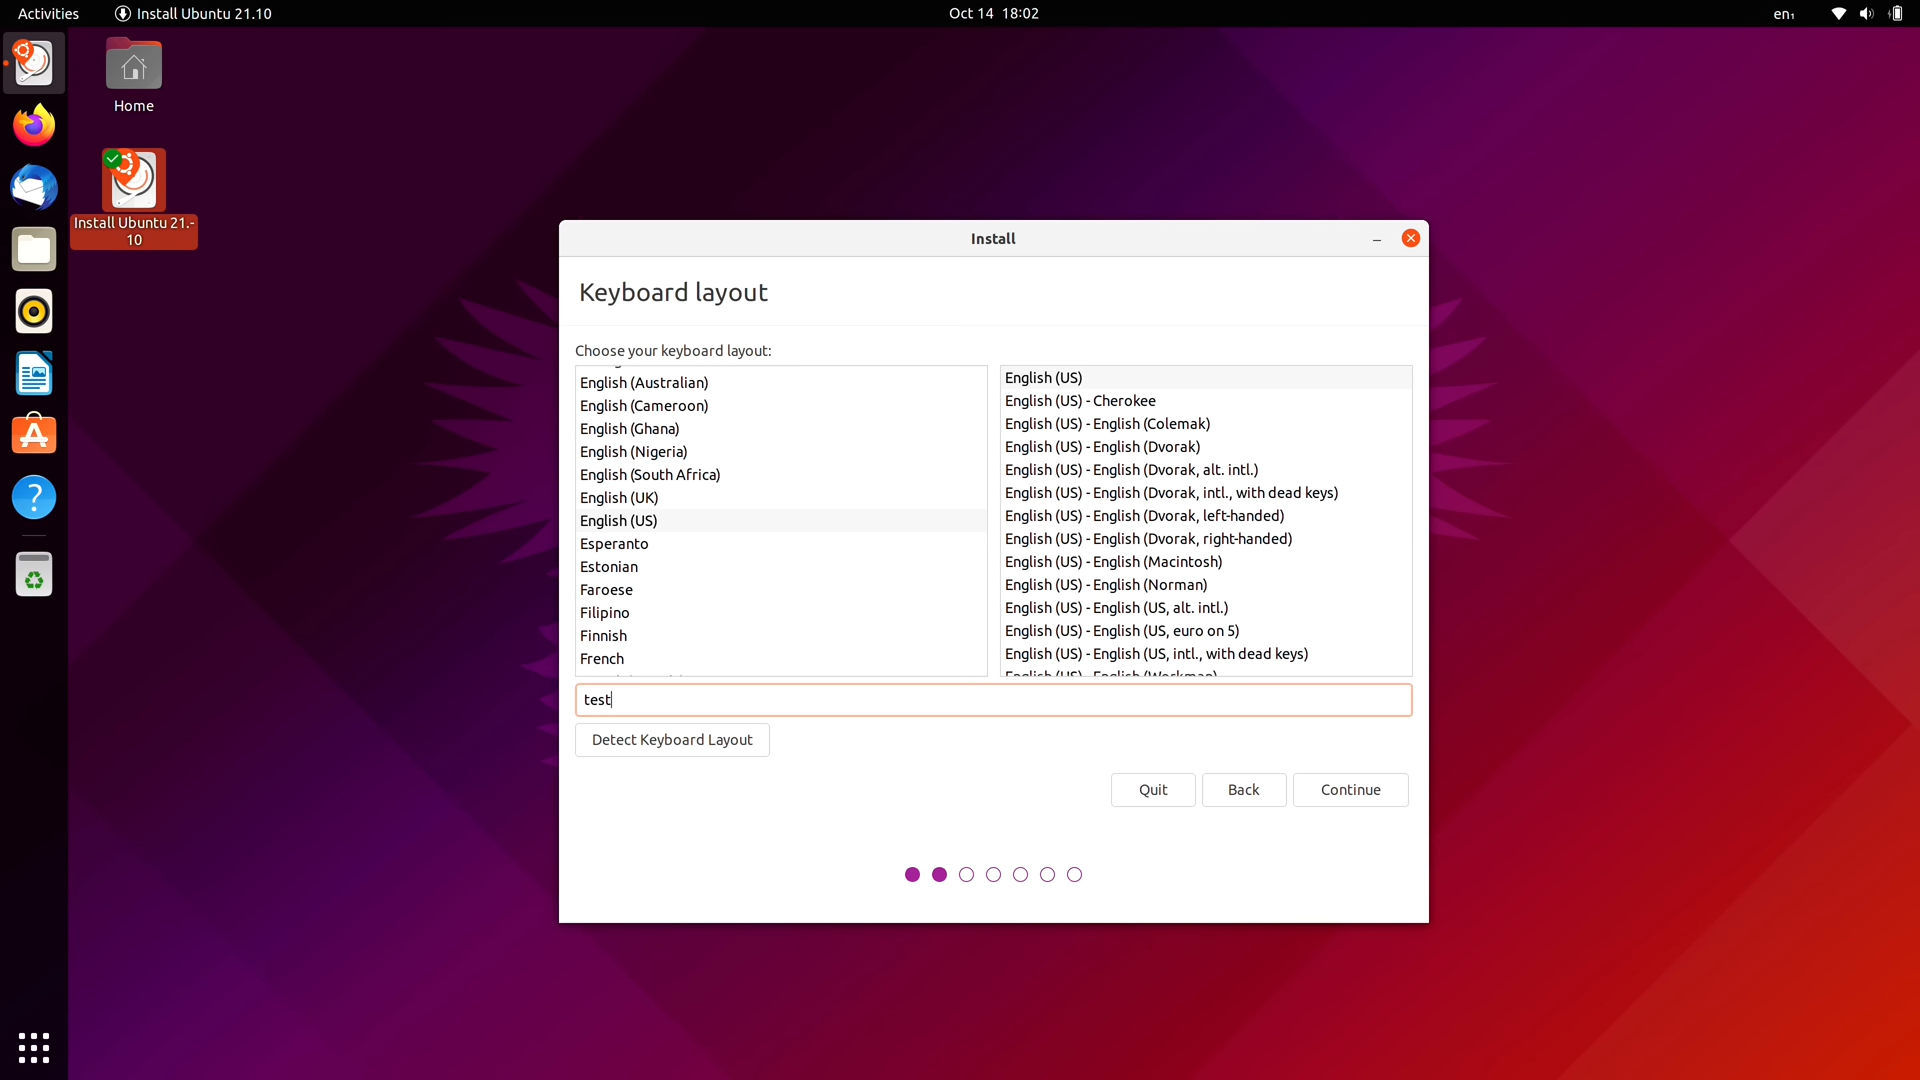 Activities
Install Ubuntu 21.10
Oct 14 18:02
en₁
Home
Install Ubuntu 21.-
10
Install
Keyboard layout
Choose your keyboard layout:
English (Australian)
English (Cameroon)
English (Ghana)
English (Nigeria)
English (South Africa)
English (UK)
English (US)
Esperanto
Estonian
Faroese
Filipino
Finnish
French
English (US)
English (US) - Cherokee
English (US) - English (Colemak)
English (US) - English (Dvorak)
English (US) - English (Dvorak, alt. intl.)
English (US) - English (Dvorak, intl., with dead keys)
English (US) - English (Dvorak, left-handed)
English (US) - English (Dvorak, right-handed)
English (US) - English (Macintosh)
English (US) - English (Norman)
English (US) - English (US, alt. intl.)
English (US) - English (US, euro on 5)
English (US) - English (US, intl., with dead keys)
English (US) - English (Workman)
test
Detect Keyboard Layout
Quit
Back
Continue